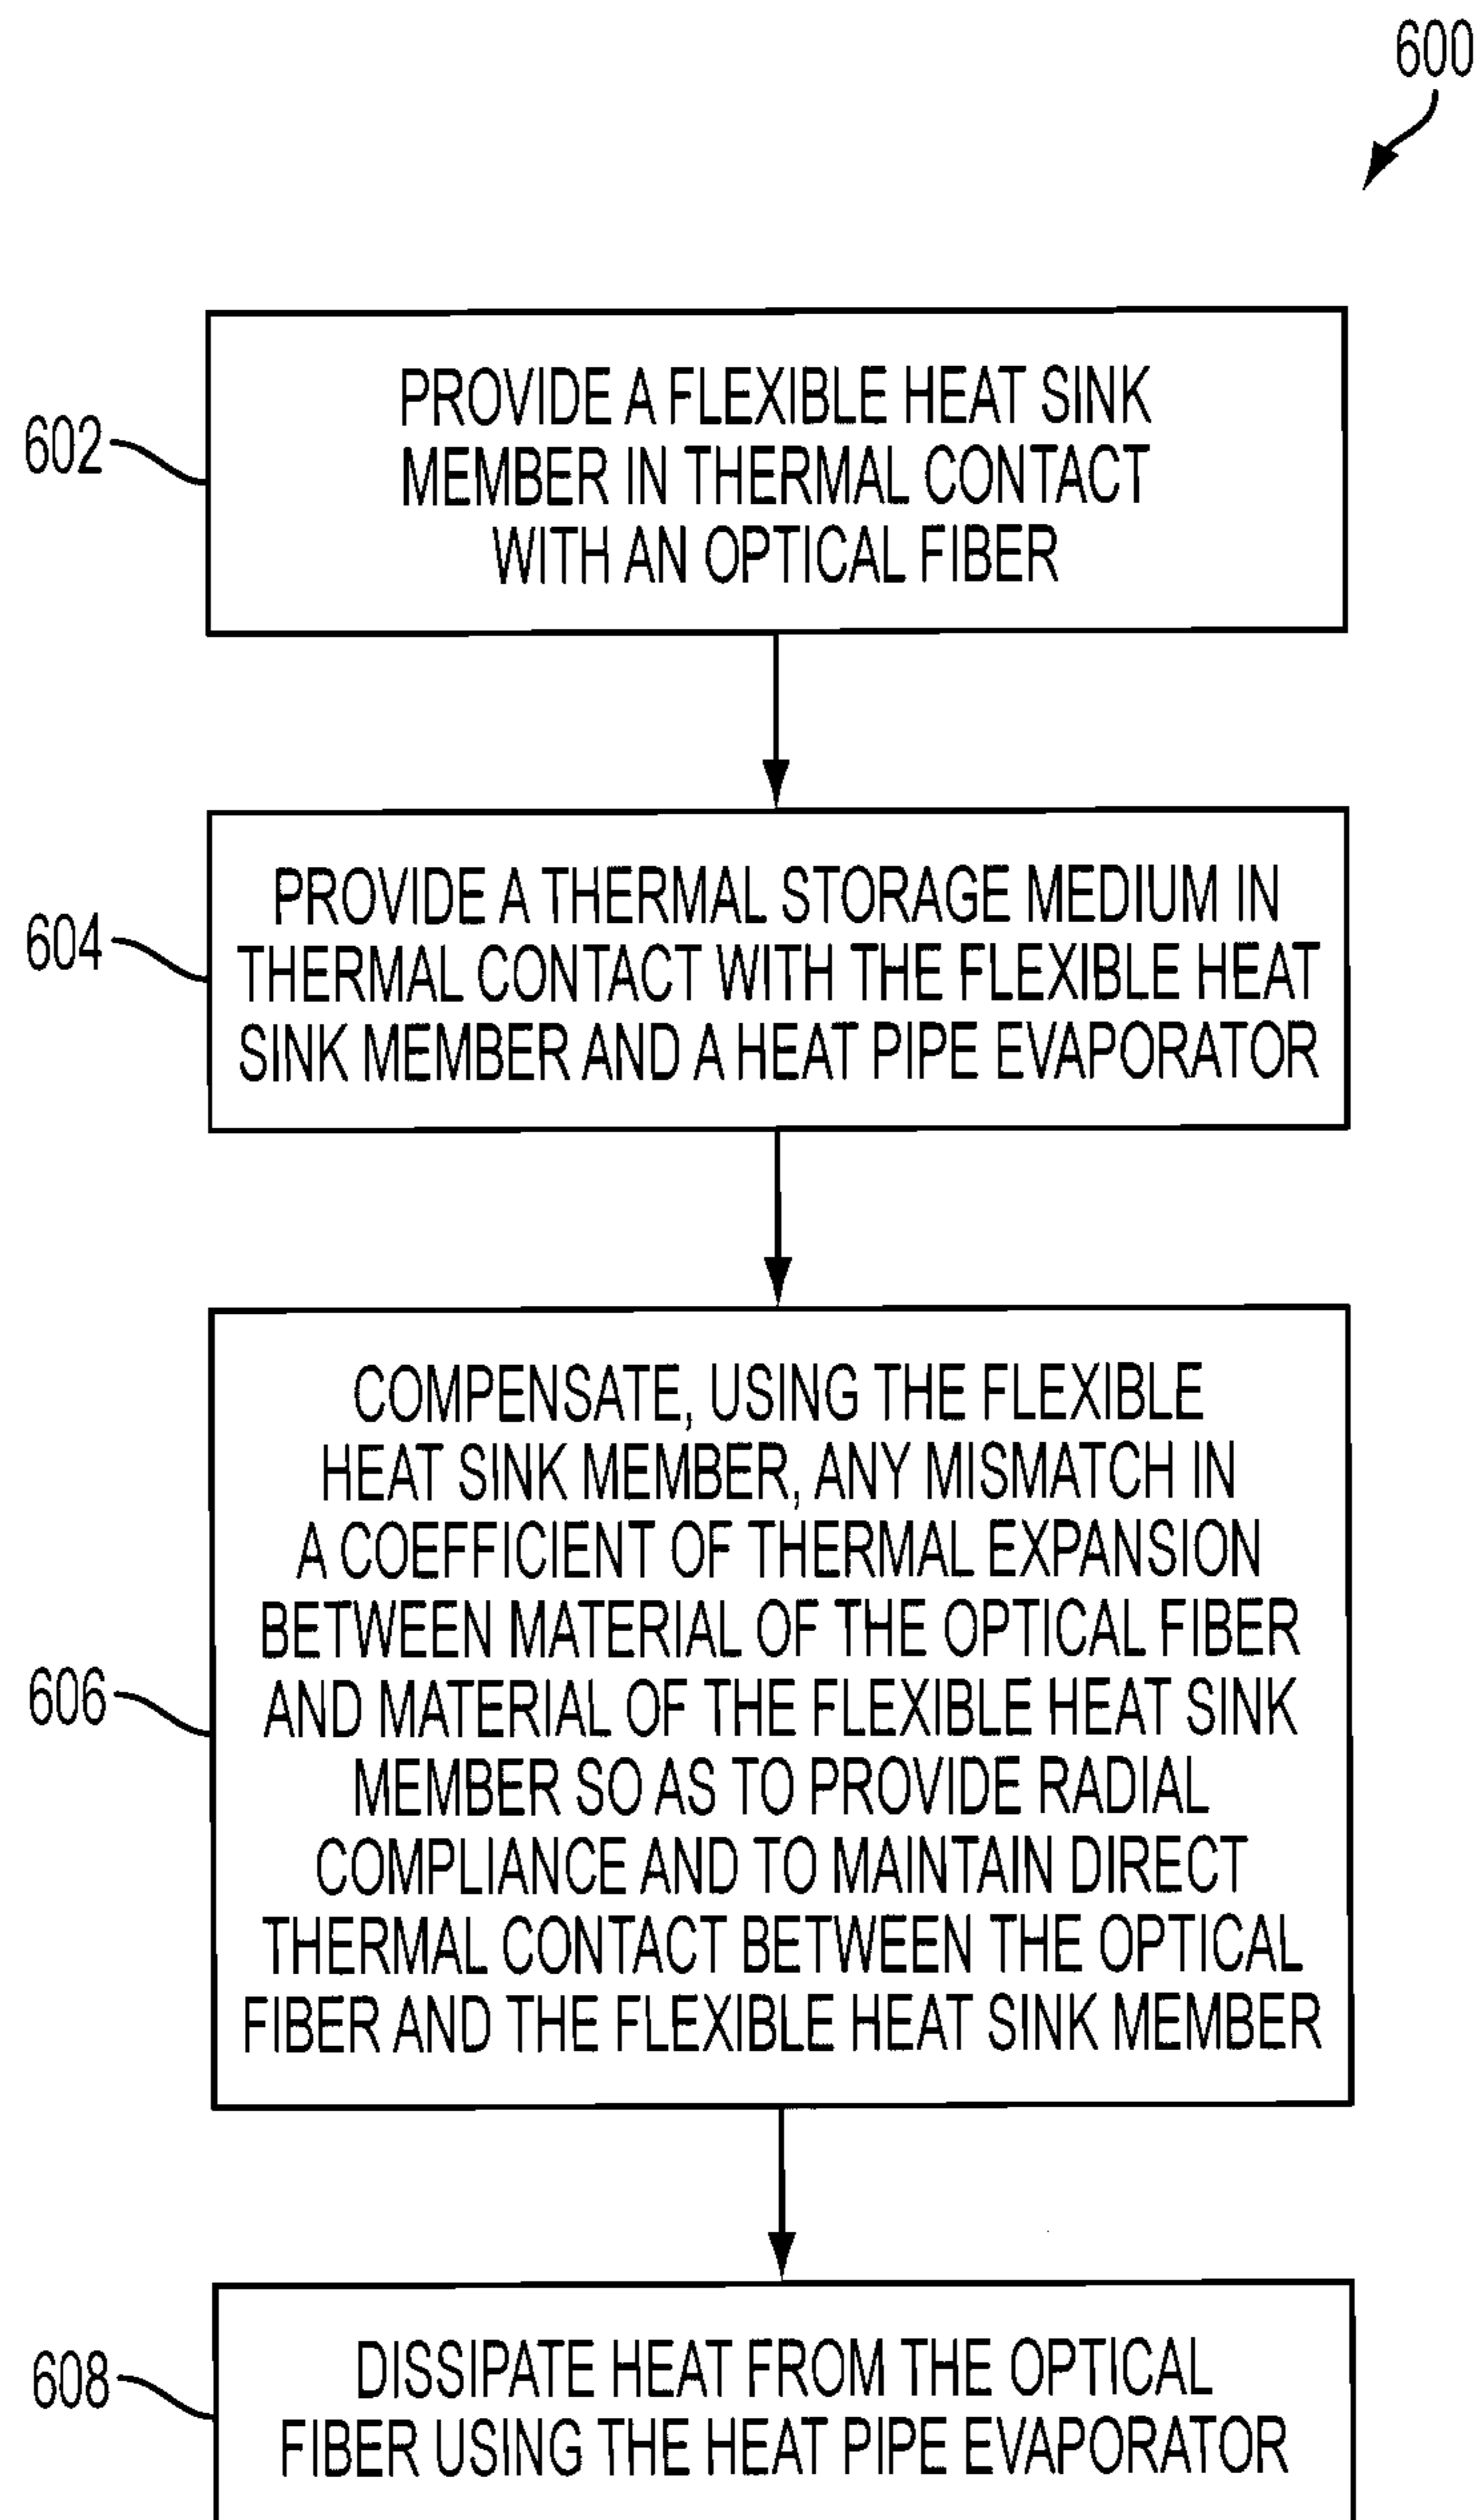 600
602
PROVIDE A FLEXIBLE HEAT SINK
MEMBER IN THERMAL CONTACT
WITH AN OPTICAL FIBER
604
PROVIDE A THERMAL STORAGE MEDIUM IN
THERMAL CONTACT WITH THE FLEXIBLE HEAT
SINK MEMBER AND A HEAT PIPE EVAPORATOR
606
COMPENSATE, USING THE FLEXIBLE
HEAT SINK MEMBER, ANY MISMATCH IN
A COEFFICIENT OF THERMAL EXPANSION
BETWEEN MATERIAL OF THE OPTICAL FIBER
AND MATERIAL OF THE FLEXIBLE HEAT SINK
MEMBER SO AS TO PROVIDE RADIAL
COMPLIANCE AND TO MAINTAIN DIRECT
THERMAL CONTACT BETWEEN THE OPTICAL
FIBER AND THE FLEXIBLE HEAT SINK MEMBER
608
DISSIPATE HEAT FROM THE OPTICAL
FIBER USING THE HEAT PIPE EVAPORATOR